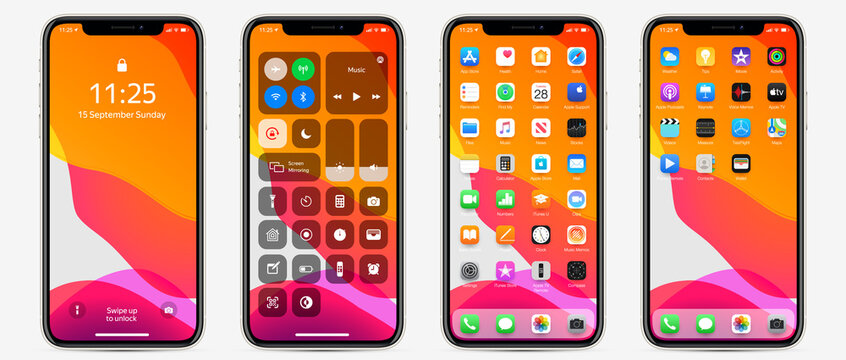 11:25
11:25
15 September Sunday
Swipe up
to unlock
11:25
Music
Screen
Mirroring
11:25
App Store Health Home Safari
28
Reminders Find My Calendar Apple Support
Files Music News Stocks
Calculator Apple Store Mail
FaceTime Numbers iTunes U Clips
Books Pages Clock Music Memos
Settings iTunes Store Apple TV Compass
Remote
11:25
Weather Tips iMovie Activity
tv
Apple Podcasts Keynote Voice Memos Apple TV
Videos Measure TestFlight Maps
Contacts Wallet